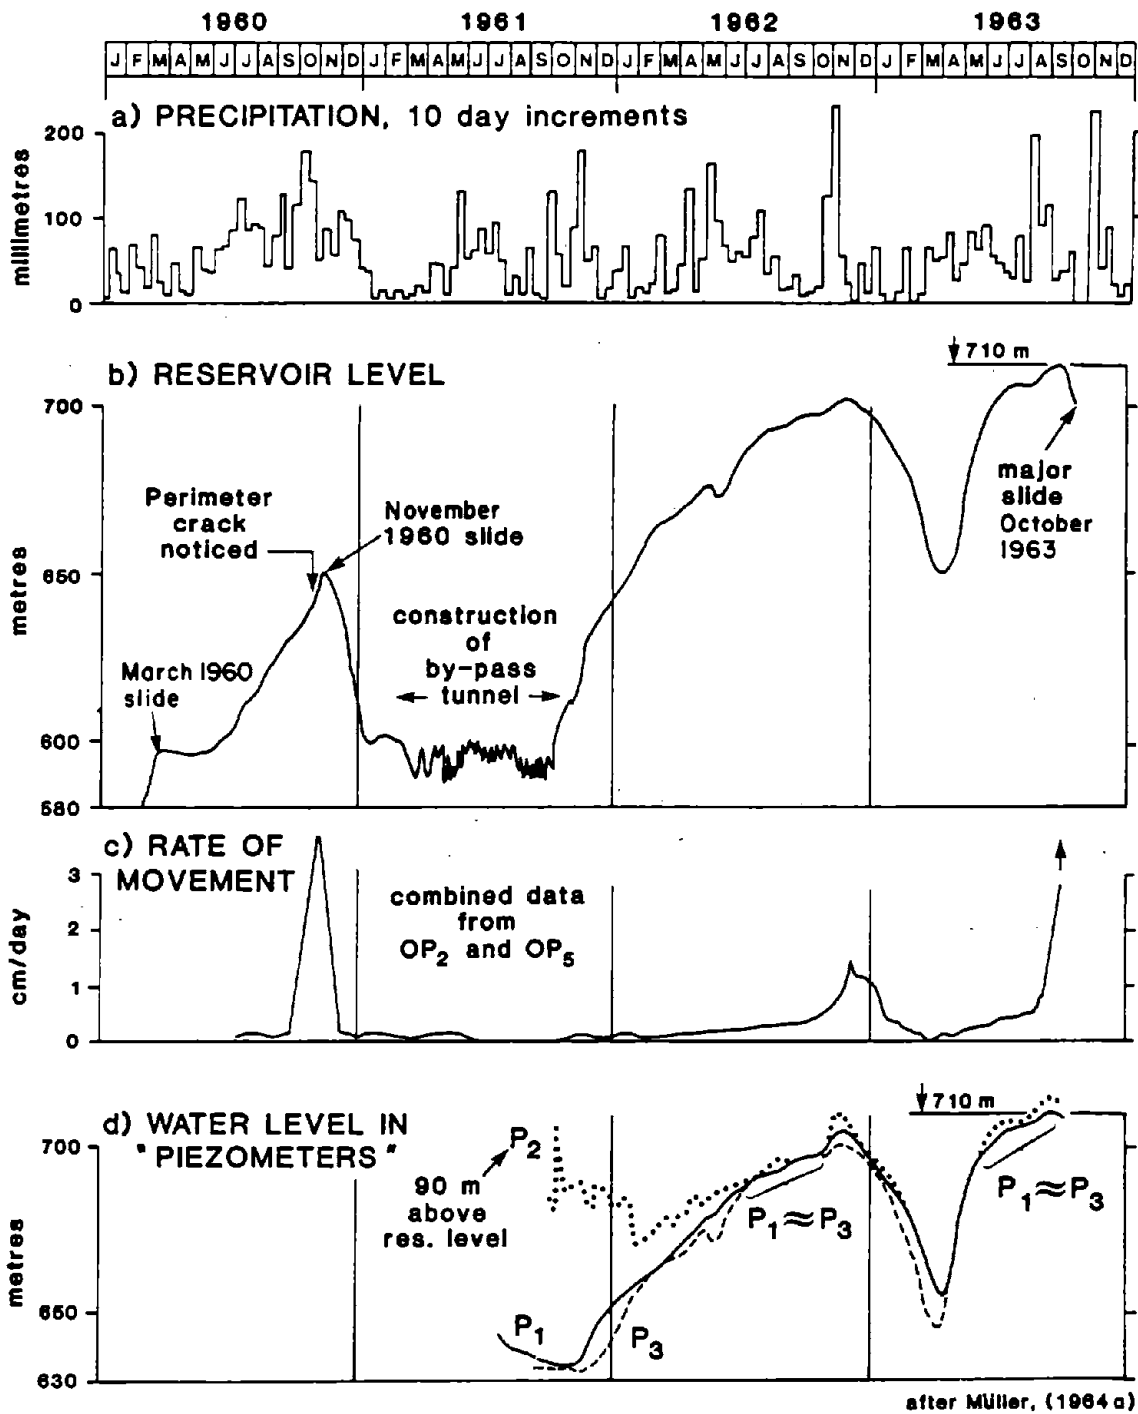 1960 1961 1962 1963
J F M A M J J A S O N D J F M A M J J A S O N D J F M A M J J A S O N D J F M A M J J A S O N D
a) PRECIPITATION, 10 day increments
200
100
0
millimetres
b) RESERVOIR LEVEL
710 m
700
650
600
580
metres
Perimeter
crack
noticed
November
1960 slide
March 1960
slide
construction
of
by-pass
tunnel
major
slide
October
1963
c) RATE OF
MOVEMENT
3
2
1
0
cm/day
combined data
from
OP2 and OP5
d) WATER LEVEL IN
"PIEZOMETERS"
710 m
700
650
630
metres
P2
90 m
above
res. level
P1
P3
P1≈P3
P1≈P3
after Müller, (1964a)